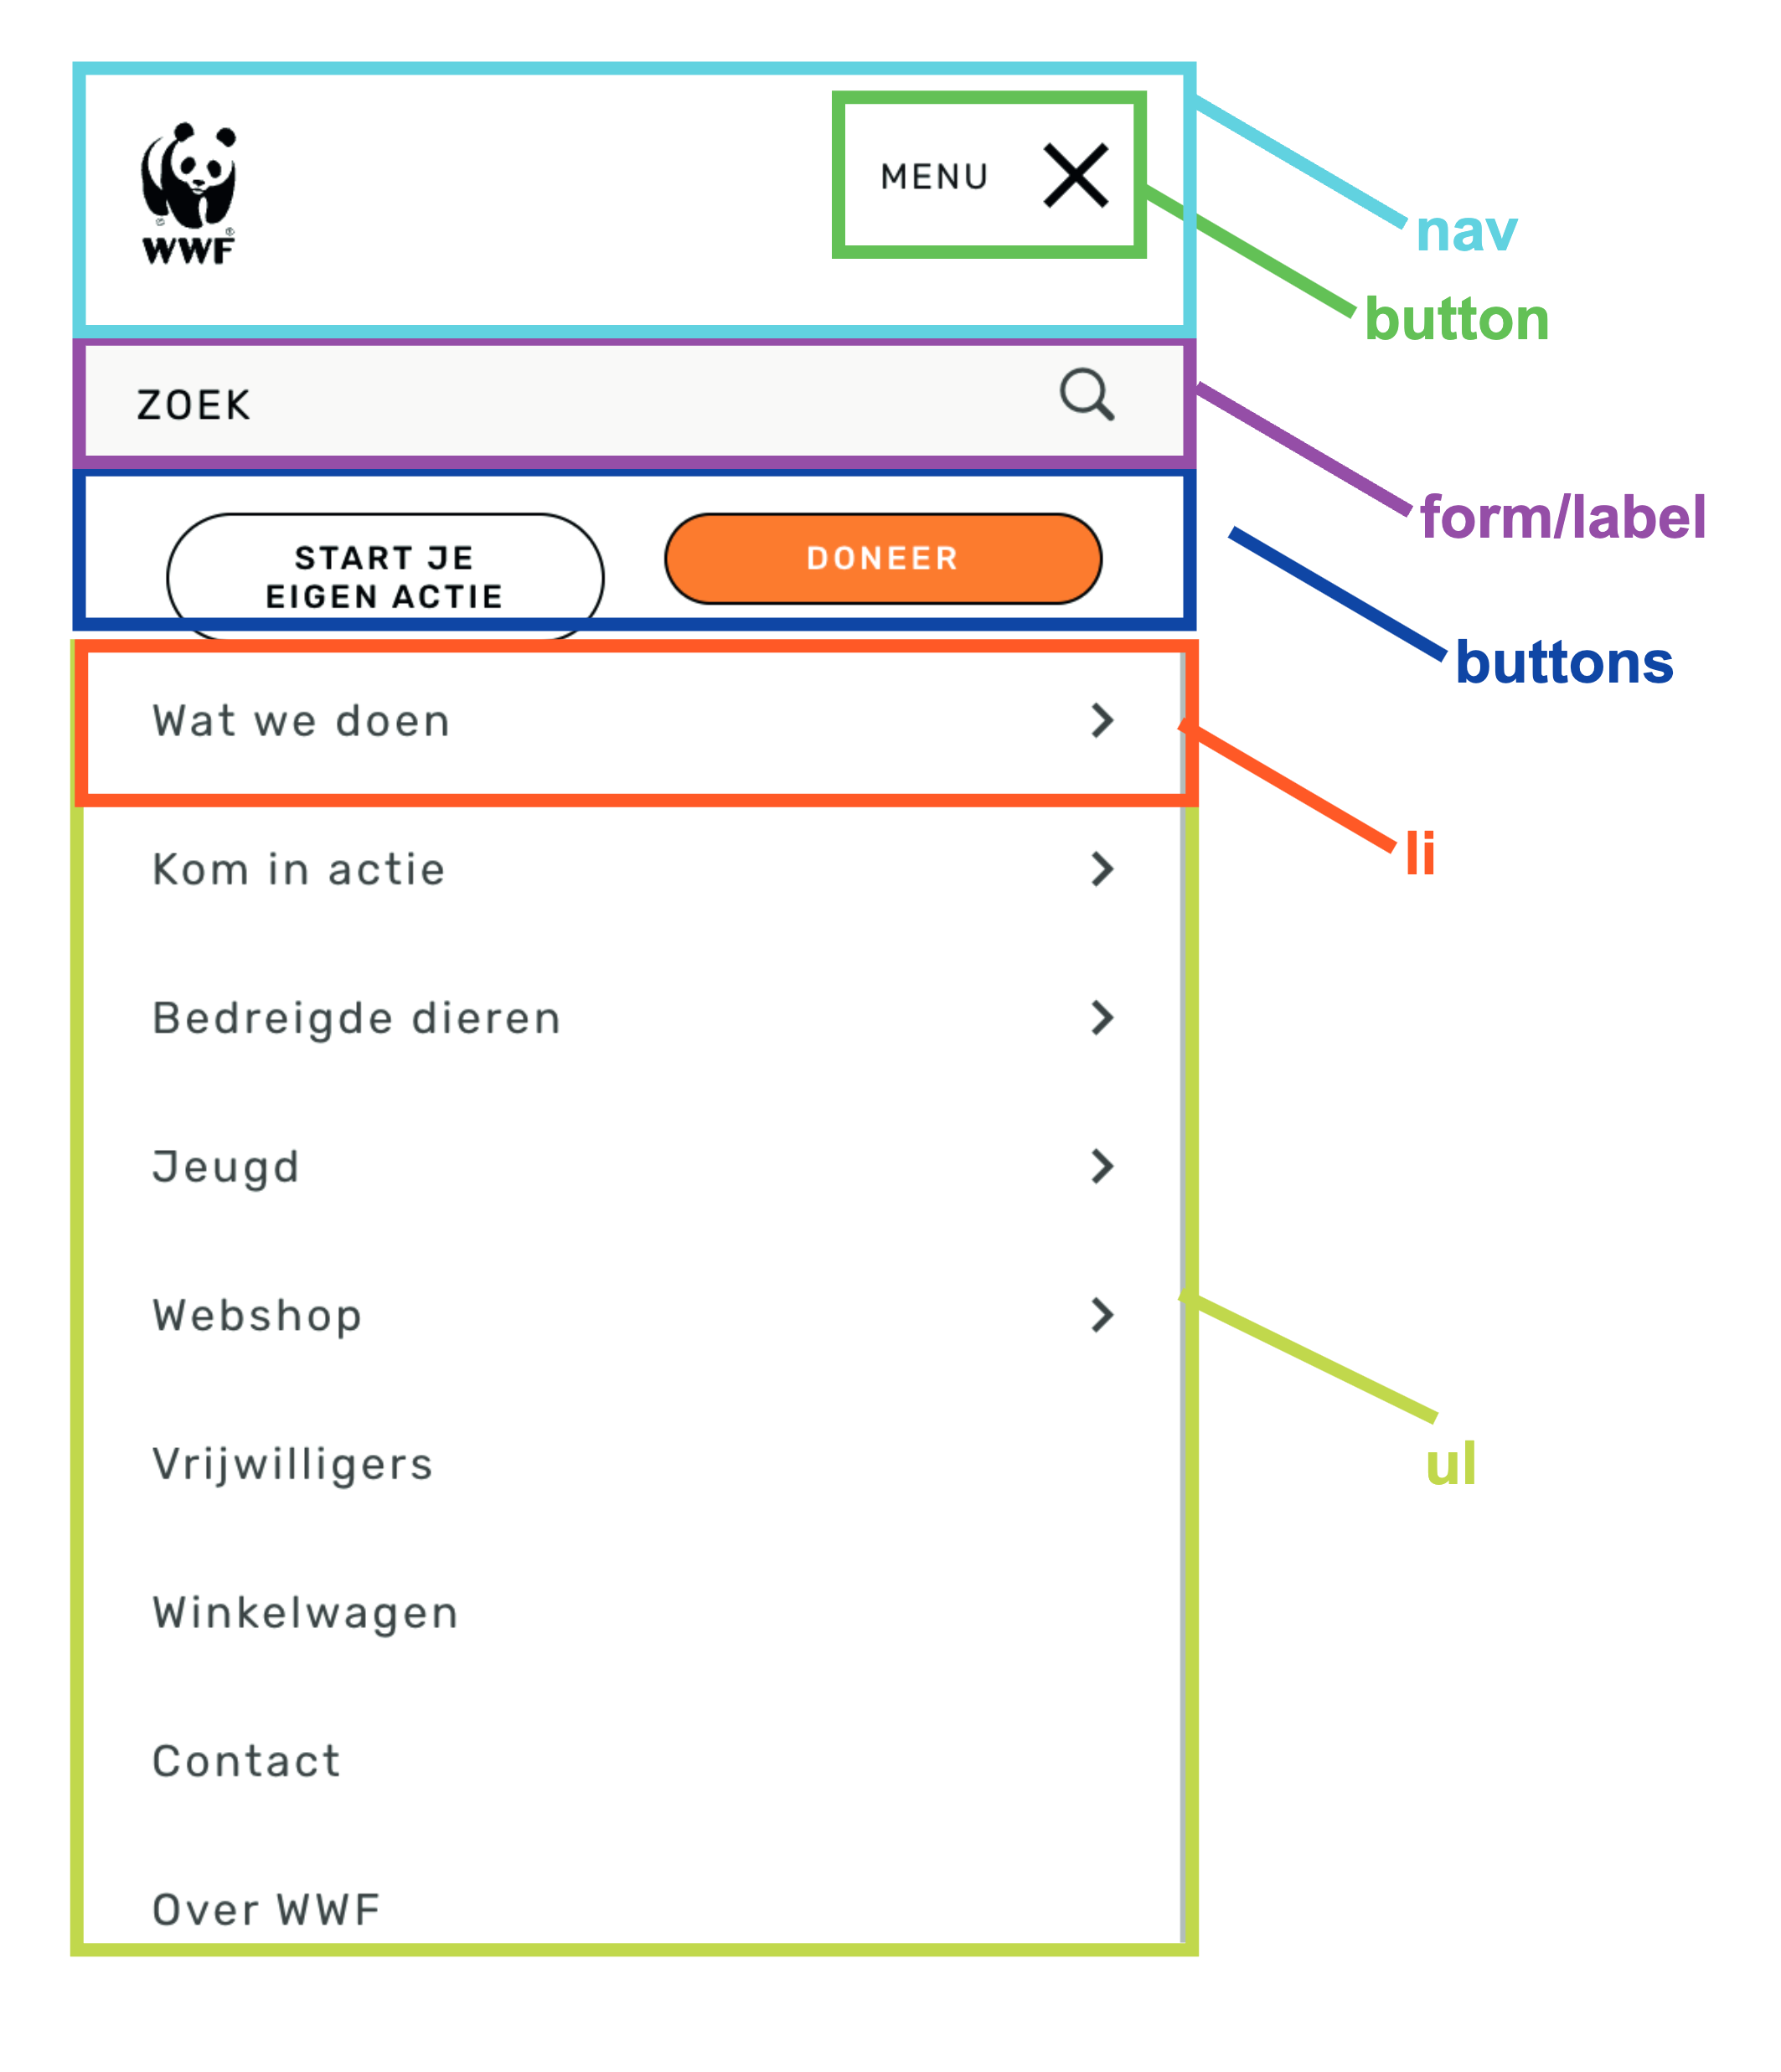 MENU
WWF
nav
button
ZOEK
form/label
START JE
EIGEN ACTIE
DONEER
buttons
Wat we doen
li
Kom in actie
Bedreigde dieren
Jeugd
Webshop
ul
Vrijwilligers
Winkelwagen
Contact
Over WWF